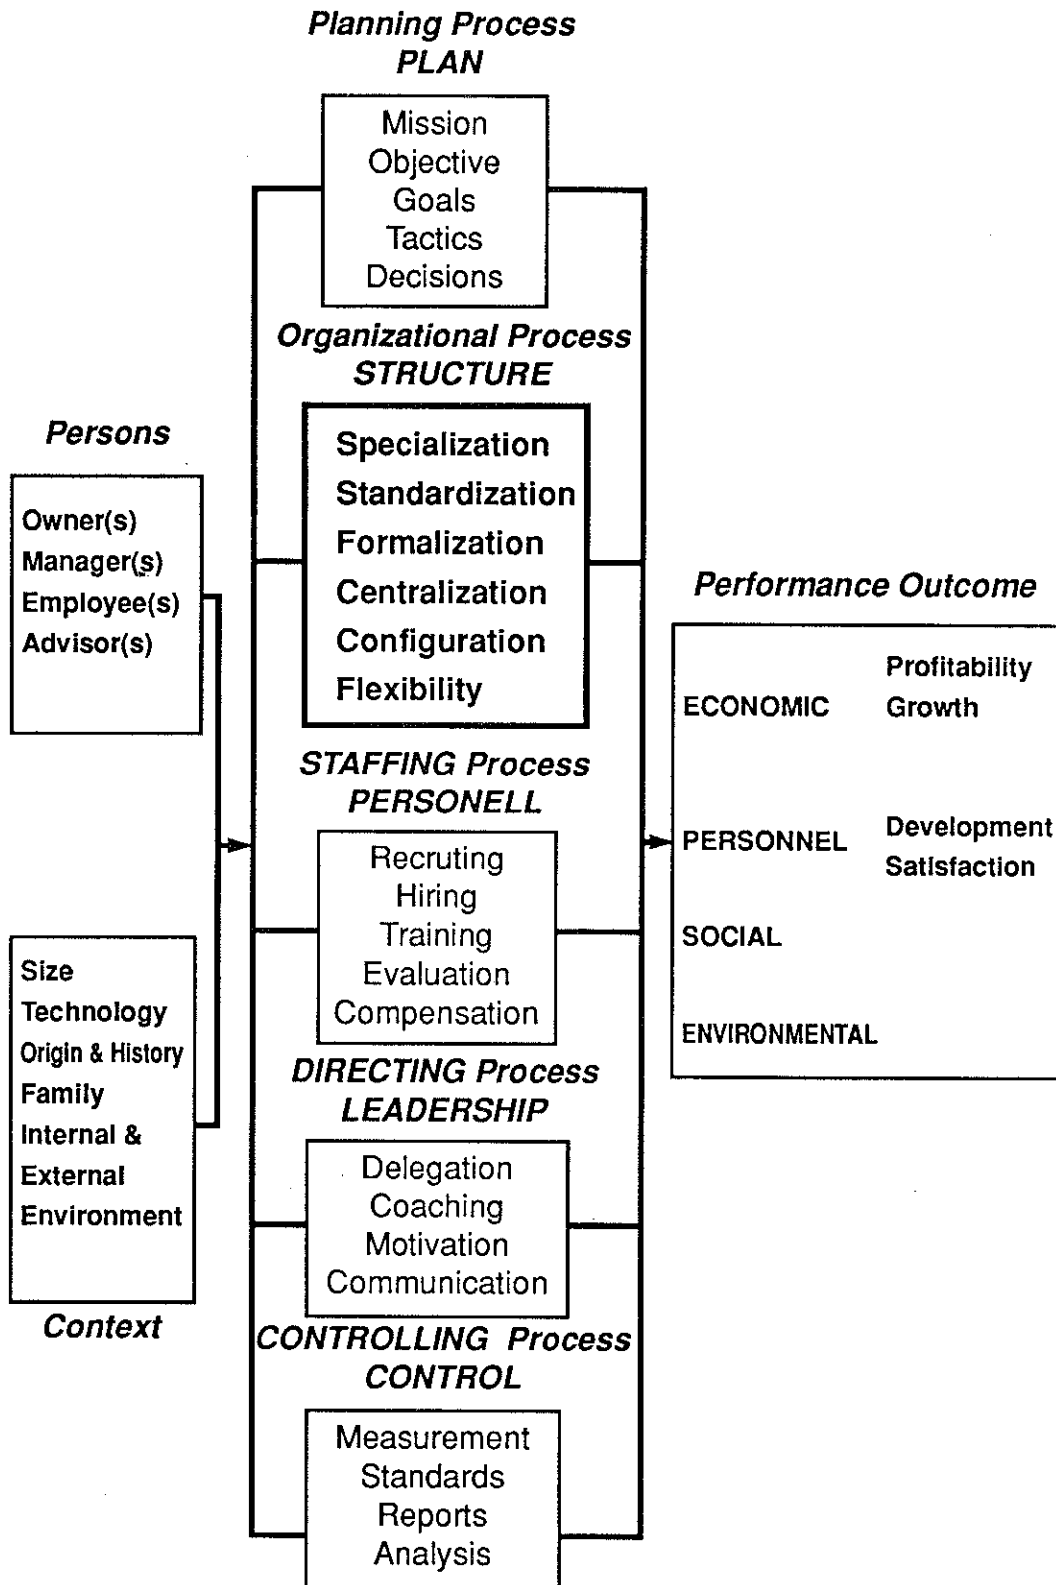 Planning Process
PLAN
Mission
Objective
Goals
Tactics
Decisions
Organizational Process
STRUCTURE
Specialization
Standardization
Formalization
Centralization
Configuration
Flexibility
Persons
Owner(s)
Manager(s)
Employee(s)
Advisor(s)
Size
Technology
Origin & History
Family
Internal &
External
Environment
Context
STAFFING Process
PERSONELL
Recruting
Hiring
Training
Evaluation
Compensation
DIRECTING Process
LEADERSHIP
Delegation
Coaching
Motivation
Communication
CONTROLLING Process
CONTROL
Measurement
Standards
Reports
Analysis
Performance Outcome
ECONOMIC
Profitability
Growth
PERSONNEL
Development
Satisfaction
SOCIAL
ENVIRONMENTAL